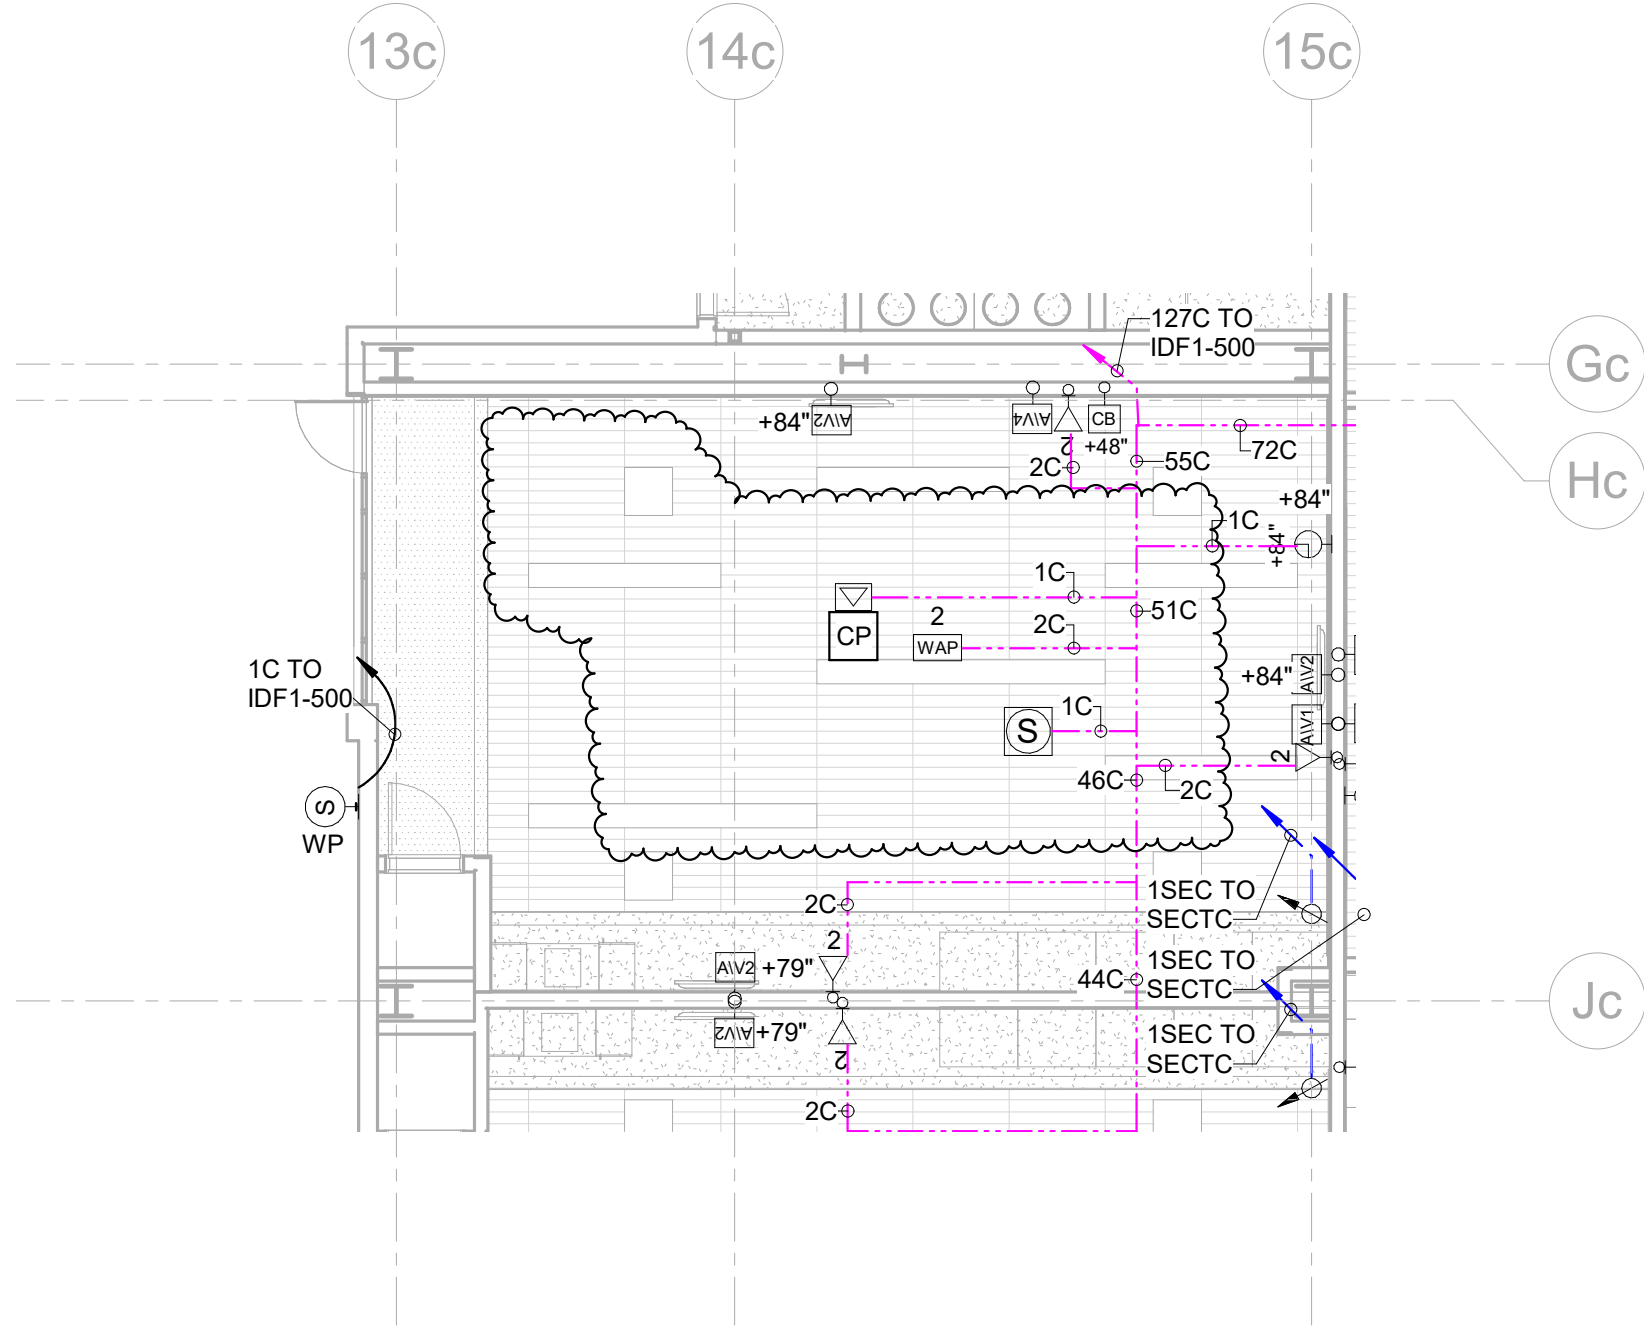 13c
14c
15c
127C TO
IDF1-500
Gc
+84"
A\V2
A\V4
CB
+48"
2
2C
55C
72C
Hc
+84"
1C
+84"
1C
51C
2
2C
CP
WAP
1C TO
IDF1-500
+84"
A\V2
1C
S
A\V1
2
46C
2C
S
WP
1SEC TO
SECTC
2C
2
A\V2
+79"
44C
1SEC TO
SECTC
Jc
A\V2
+79"
2
1SEC TO
SECTC
2C